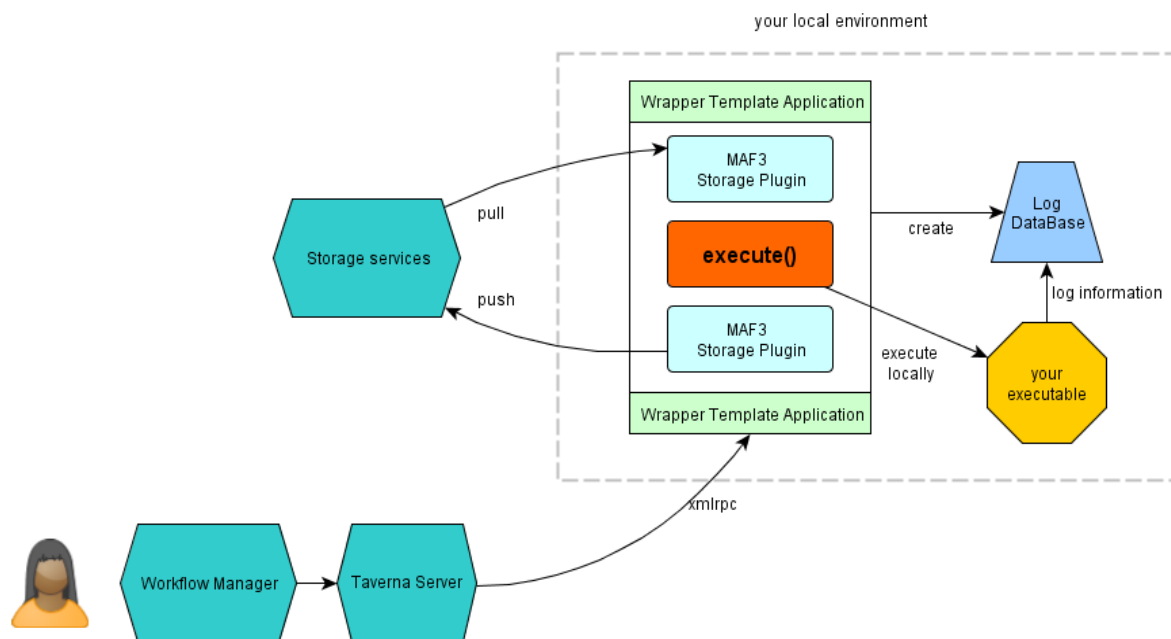 your local environment
Wrapper Template Application
MAF3
Storage Plugin
pull
execute()
Storage services
push
MAF3
Storage Plugin
create
Log
DataBase
log information
execute
locally
your
executable
Wrapper Template Application
xmlrpc
Workflow Manager
Taverna Server